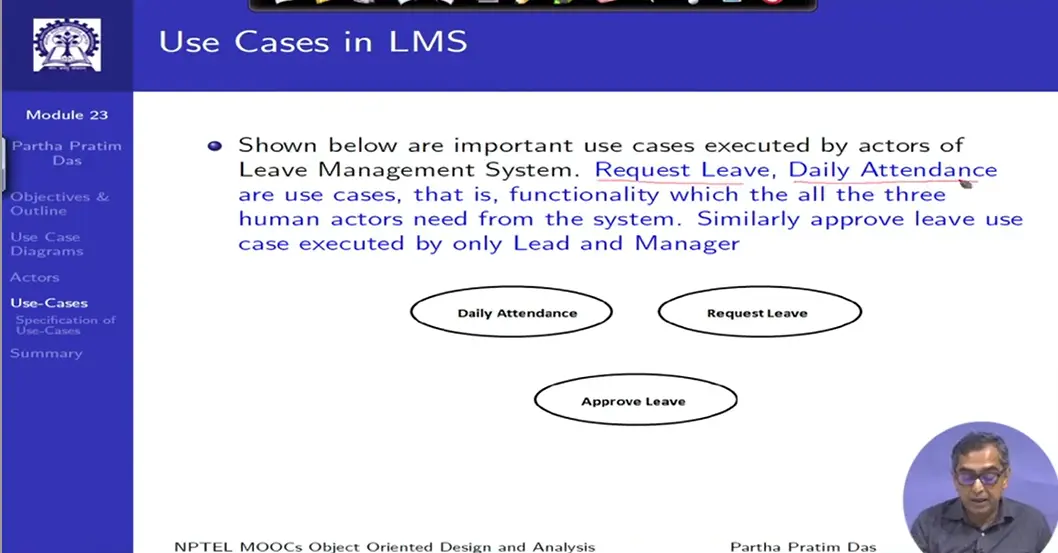 Use Cases in LMS
Module 23
Partha Pratim
Das
Objectives &
Outline
Use Case
Diagrams
Actors
Use-Cases
Specification of
Use-Cases
Summary
Shown below are important use cases executed by actors of
Leave Management System. Request Leave, Daily Attendance
are use cases, that is, functionality which the all the three
human actors need from the system. Similarly approve leave use
case executed by only Lead and Manager
Daily Attendance
Request Leave
Approve Leave
NPTEL MOOCs Object Oriented Design and Analysis
Partha Pratim Das